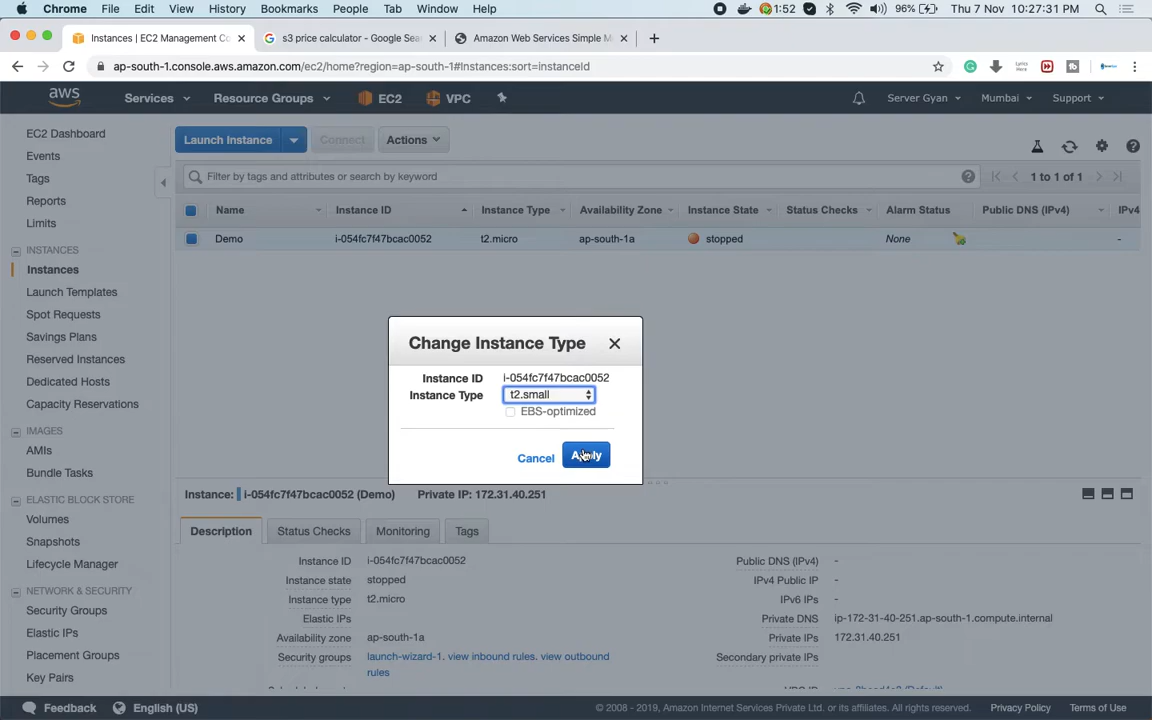 Chrome File Edit View History Bookmarks People Tab Window Help 1:52 96% Thu 7 Nov 10:27:31 PM
Instances | EC2 Management Co s3 price calculator - Google Sea Amazon Web Services Simple M
ap-south-1.console.aws.amazon.com/ec2/home?region=ap-south-1#Instances:sort=instanceId
aws Services Resource Groups EC2 VPC Server Gyan Mumbai Support
EC2 Dashboard
Events
Tags
Reports
Limits
INSTANCES
Instances
Launch Templates
Spot Requests
Savings Plans
Reserved Instances
Dedicated Hosts
Capacity Reservations
IMAGES
AMIs
Bundle Tasks
ELASTIC BLOCK STORE
Volumes
Snapshots
Lifecycle Manager
NETWORK & SECURITY
Security Groups
Elastic IPs
Placement Groups
Key Pairs
Launch Instance Connect Actions
Filter by tags and attributes or search by keyword 1 to 1 of 1
Name Instance ID Instance Type Availability Zone Instance State Status Checks Alarm Status Public DNS (IPv4) IPv4
Demo i-054fc7f47bcac0052 t2.micro ap-south-1a stopped None -
Change Instance Type
Instance ID i-054fc7f47bcac0052
Instance Type t2.small
EBS-optimized
Cancel Apply
Instance: i-054fc7f47bcac0052 (Demo) Private IP: 172.31.40.251
Description Status Checks Monitoring Tags
Instance ID i-054fc7f47bcac0052 Public DNS (IPv4) -
Instance state stopped IPv4 Public IP -
Instance type t2.micro IPv6 IPs -
Elastic IPs Private DNS ip-172-31-40-251.ap-south-1.compute.internal
Availability zone ap-south-1a Private IPs 172.31.40.251
Security groups launch-wizard-1. view inbound rules. view outbound rules Secondary private IPs
Feedback English (US) © 2008 - 2019, Amazon Internet Services Private Ltd. or its affiliates. All rights reserved. Privacy Policy Terms of Use